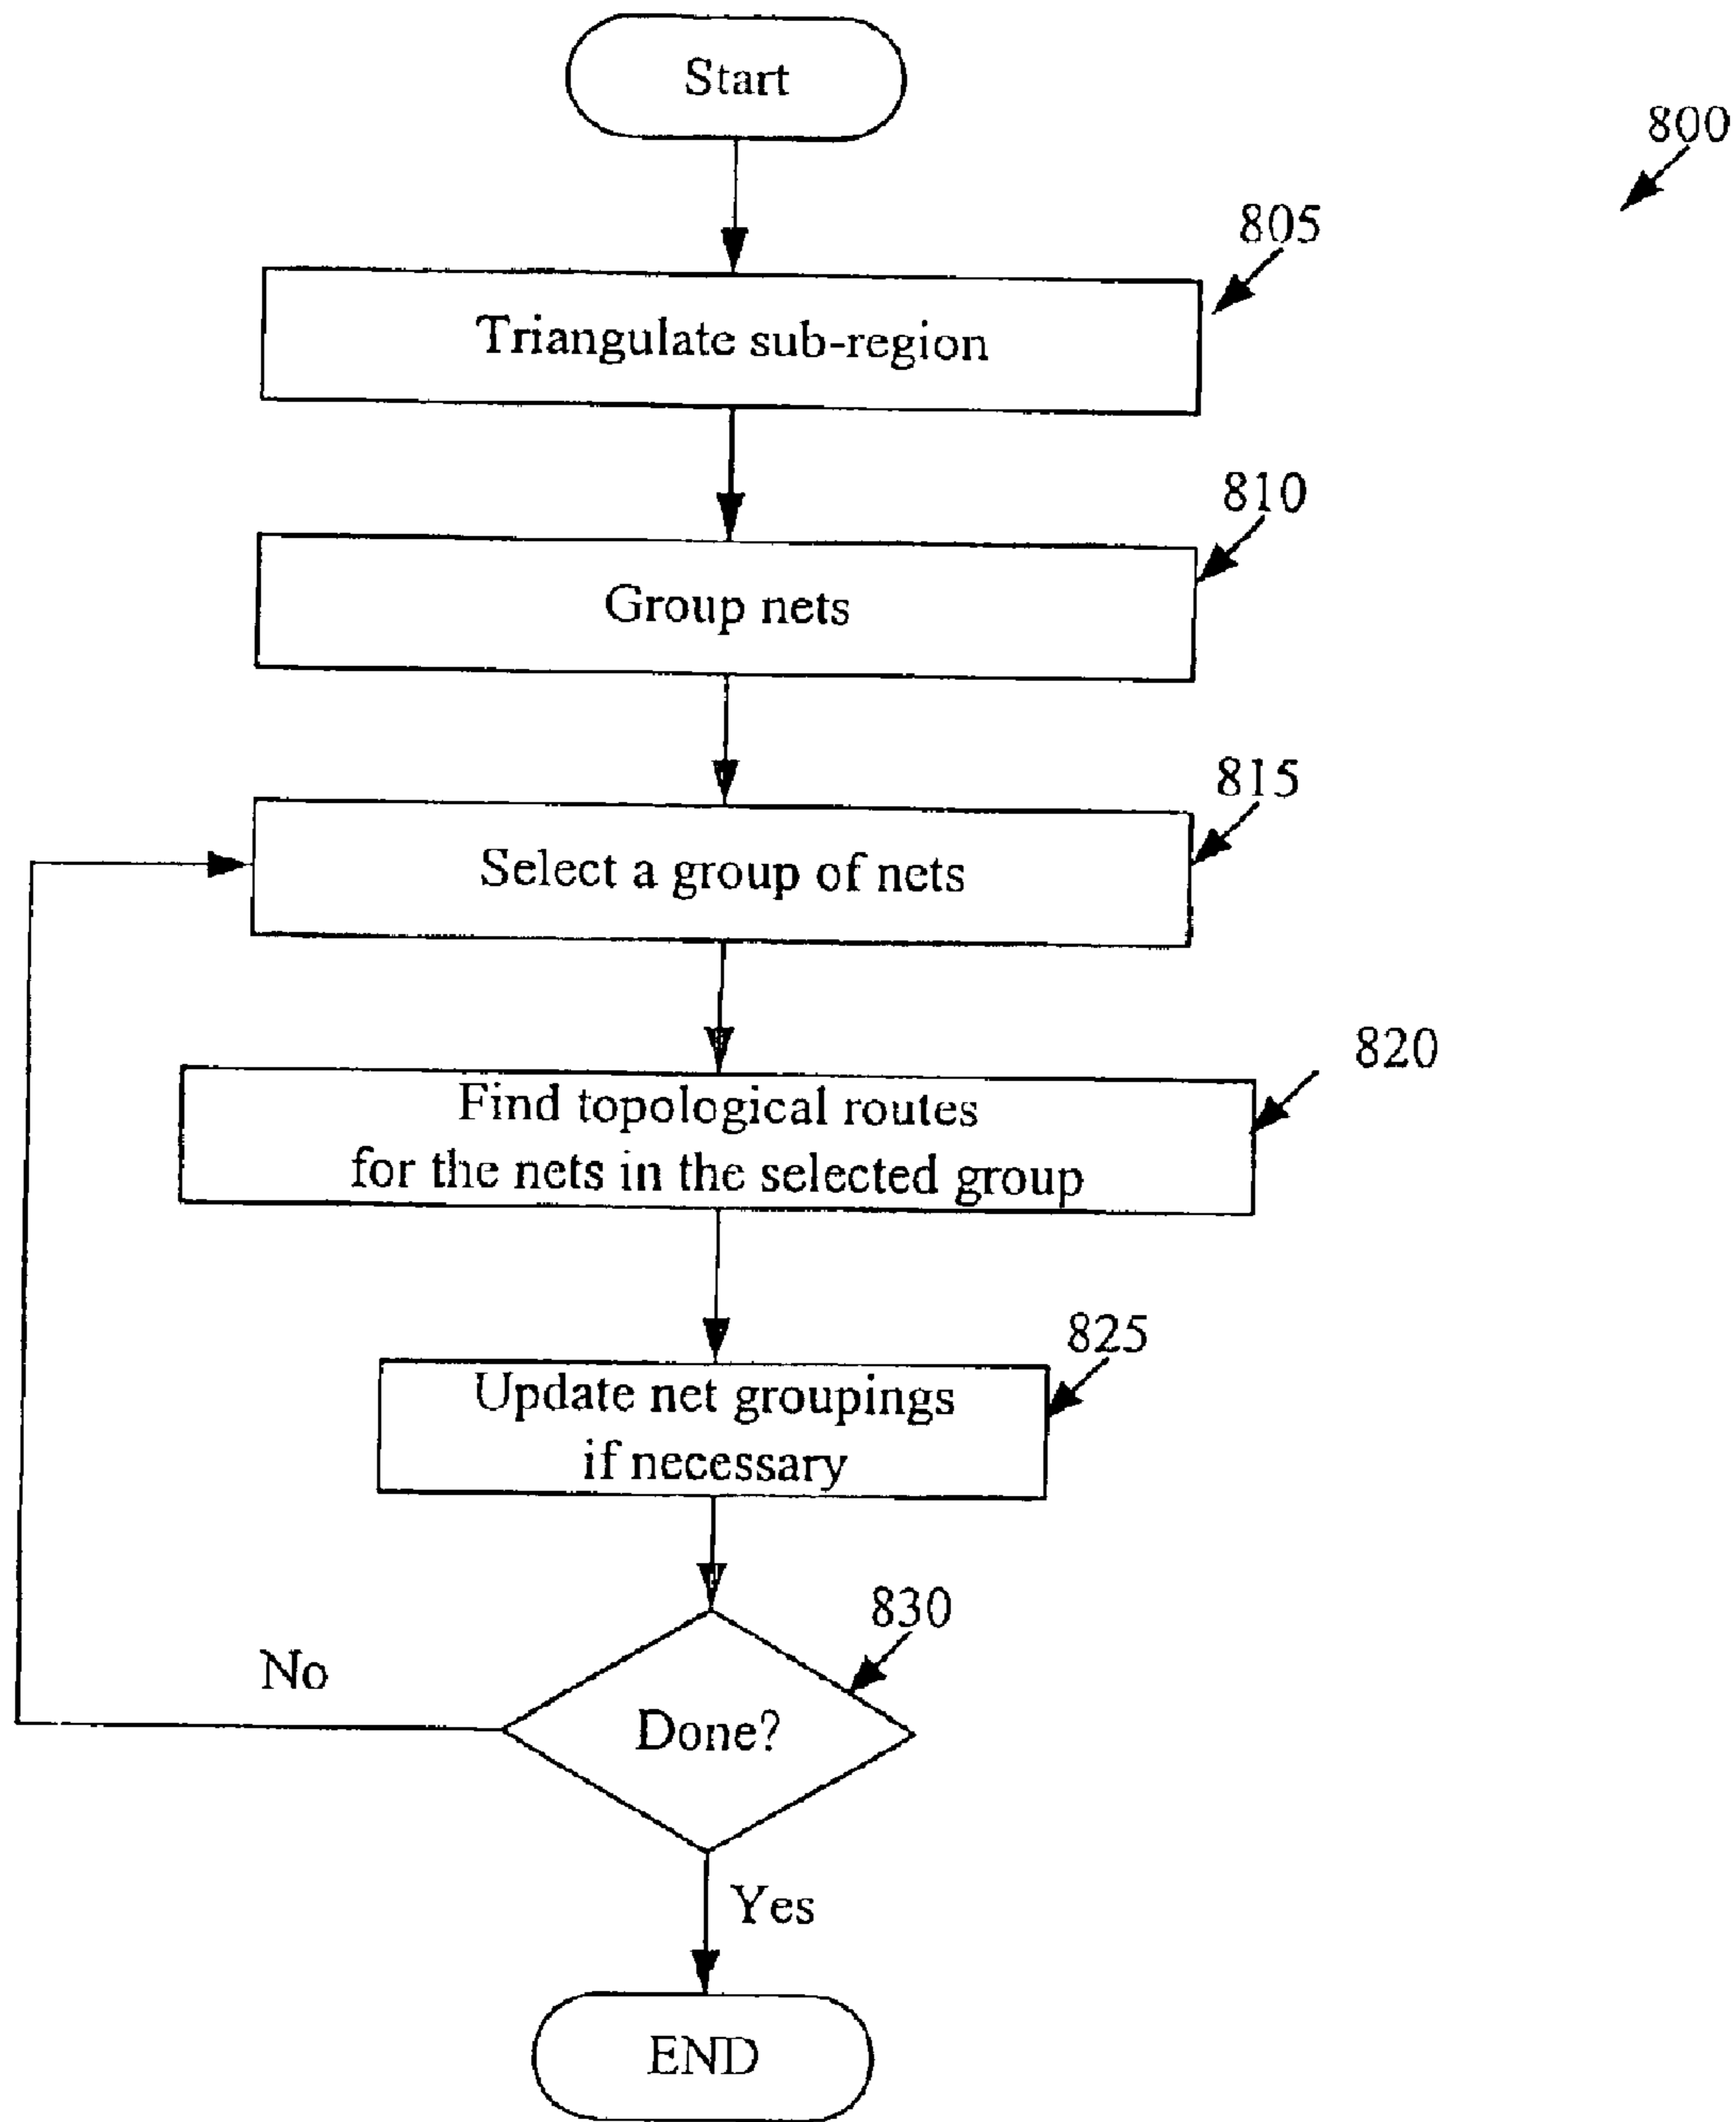 Start
800
805
Triangulate sub-region
810
Group nets
815
Select a group of nets
820
Find topological routes
for the nets in the selected group
825
Update net groupings
if necessary
830
No
Done?
Yes
END